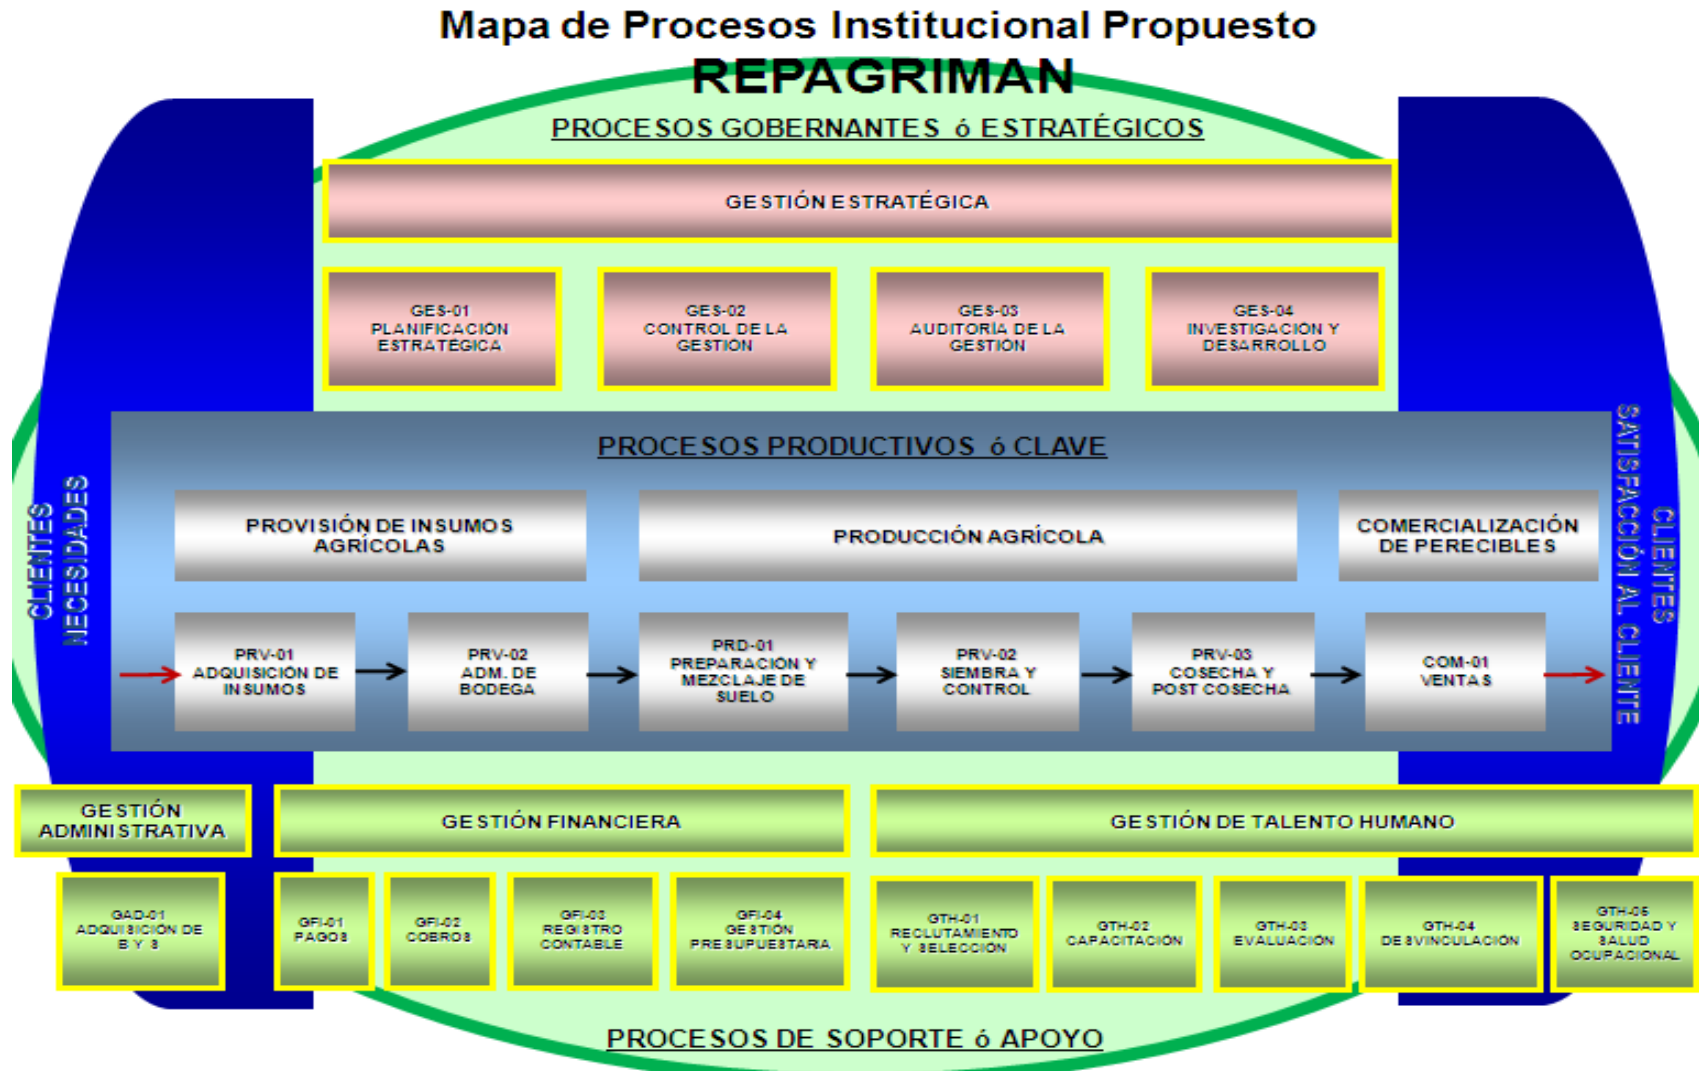 Mapa de Procesos Institucional Propuesto
REPAGRIMAN
PROCESOS GOBERNANTES ó ESTRATÉGICOS
GESTIÓN ESTRATÉGICA
GES-01
PLANIFICACIÓN
ESTRATÉGICA
GES-02
CONTROL DE LA
GESTIÓN
GES-03
AUDITORÍA DE LA
GESTIÓN
GES-04
INVESTIGACIÓN Y
DESARROLLO
CLIENTES
NECESIDADES
PROCESOS PRODUCTIVOS ó CLAVE
PROVISIÓN DE INSUMOS
AGRÍCOLAS
PRODUCCIÓN AGRÍCOLA
COMERCIALIZACIÓN
DE PERECIBLES
PRV-01
ADQUISICIÓN DE
INSUMOS
PRV-02
ADM. DE
BODEGA
PRD-01
PREPARACIÓN Y
MEZCLAJE DE
SUELO
PRV-02
SIEMBRA Y
CONTROL
PRV-03
COSECHA Y
POST COSECHA
COM-01
VENTAS
CLIENTES
SATISFACCIÓN AL CLIENTE
GESTIÓN
ADMINISTRATIVA
GESTIÓN FINANCIERA
GESTIÓN DE TALENTO HUMANO
GAD-01
ADQUISICIÓN DE
B Y S
GFI-01
PAGOS
GFI-02
COBROS
GFI-03
REGISTRO
CONTABLE
GFI-04
GESTIÓN
PRESUPUESTARIA
GTH-01
RECLUTAMIENTO
Y SELECCIÓN
GTH-02
CAPACITACIÓN
GTH-03
EVALUACIÓN
GTH-04
DESVINCULACIÓN
GTH-05
SEGURIDAD Y
SALUD
OCUPACIONAL
PROCESOS DE SOPORTE ó APOYO